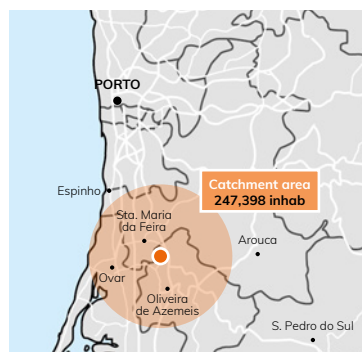 PORTO
Espinho
Catchment area
247,398 inhab
Sta. Maria
da Feira
Arouca
Ovar
Oliveira
de Azemeis
S. Pedro do Sul